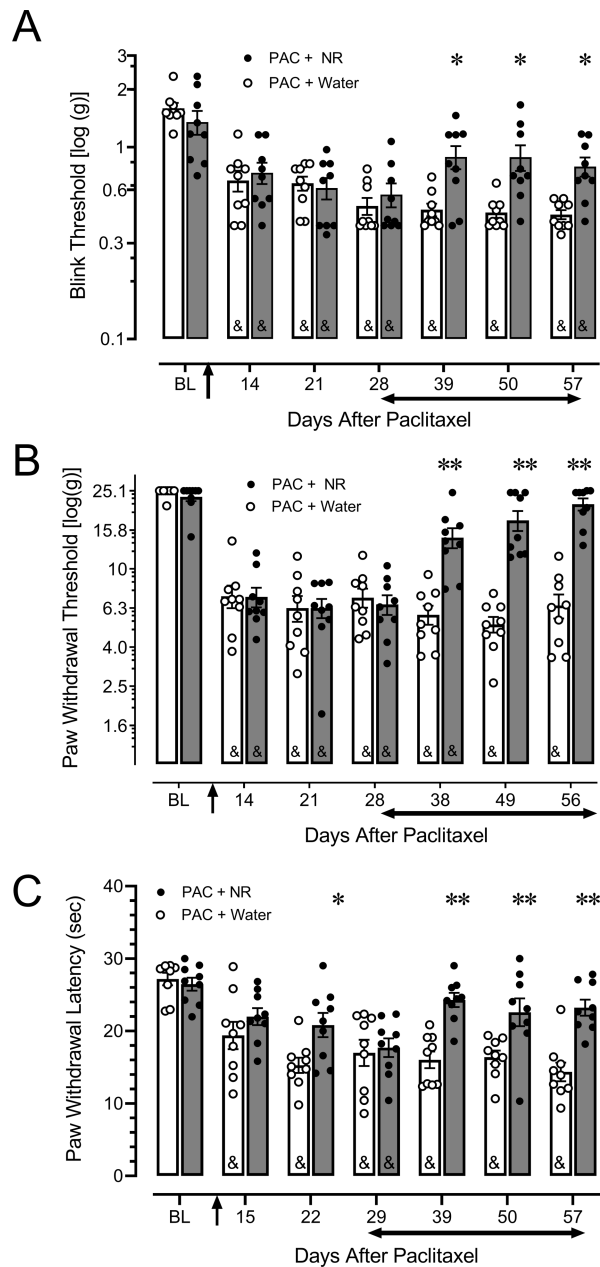 A
Blink Threshold [log (g)]
PAC + NR
PAC + Water
* * *
3
2
1
0.6
0.3
0.1
& & & & & & & & &
BL 14 21 28 39 50 57
Days After Paclitaxel
B
Paw Withdrawal Threshold [log(g)]
PAC + NR
PAC + Water
** ** **
25.1
15.8
10
6.3
4.0
2.5
1.6
& & & & & & & & & &
BL 14 21 28 38 49 56
Days After Paclitaxel
C
Paw Withdrawal Latency (sec)
PAC + NR
PAC + Water
* ** ** **
40
30
20
10
0
& & & & & & &
BL 15 22 29 39 50 57
Days After Paclitaxel